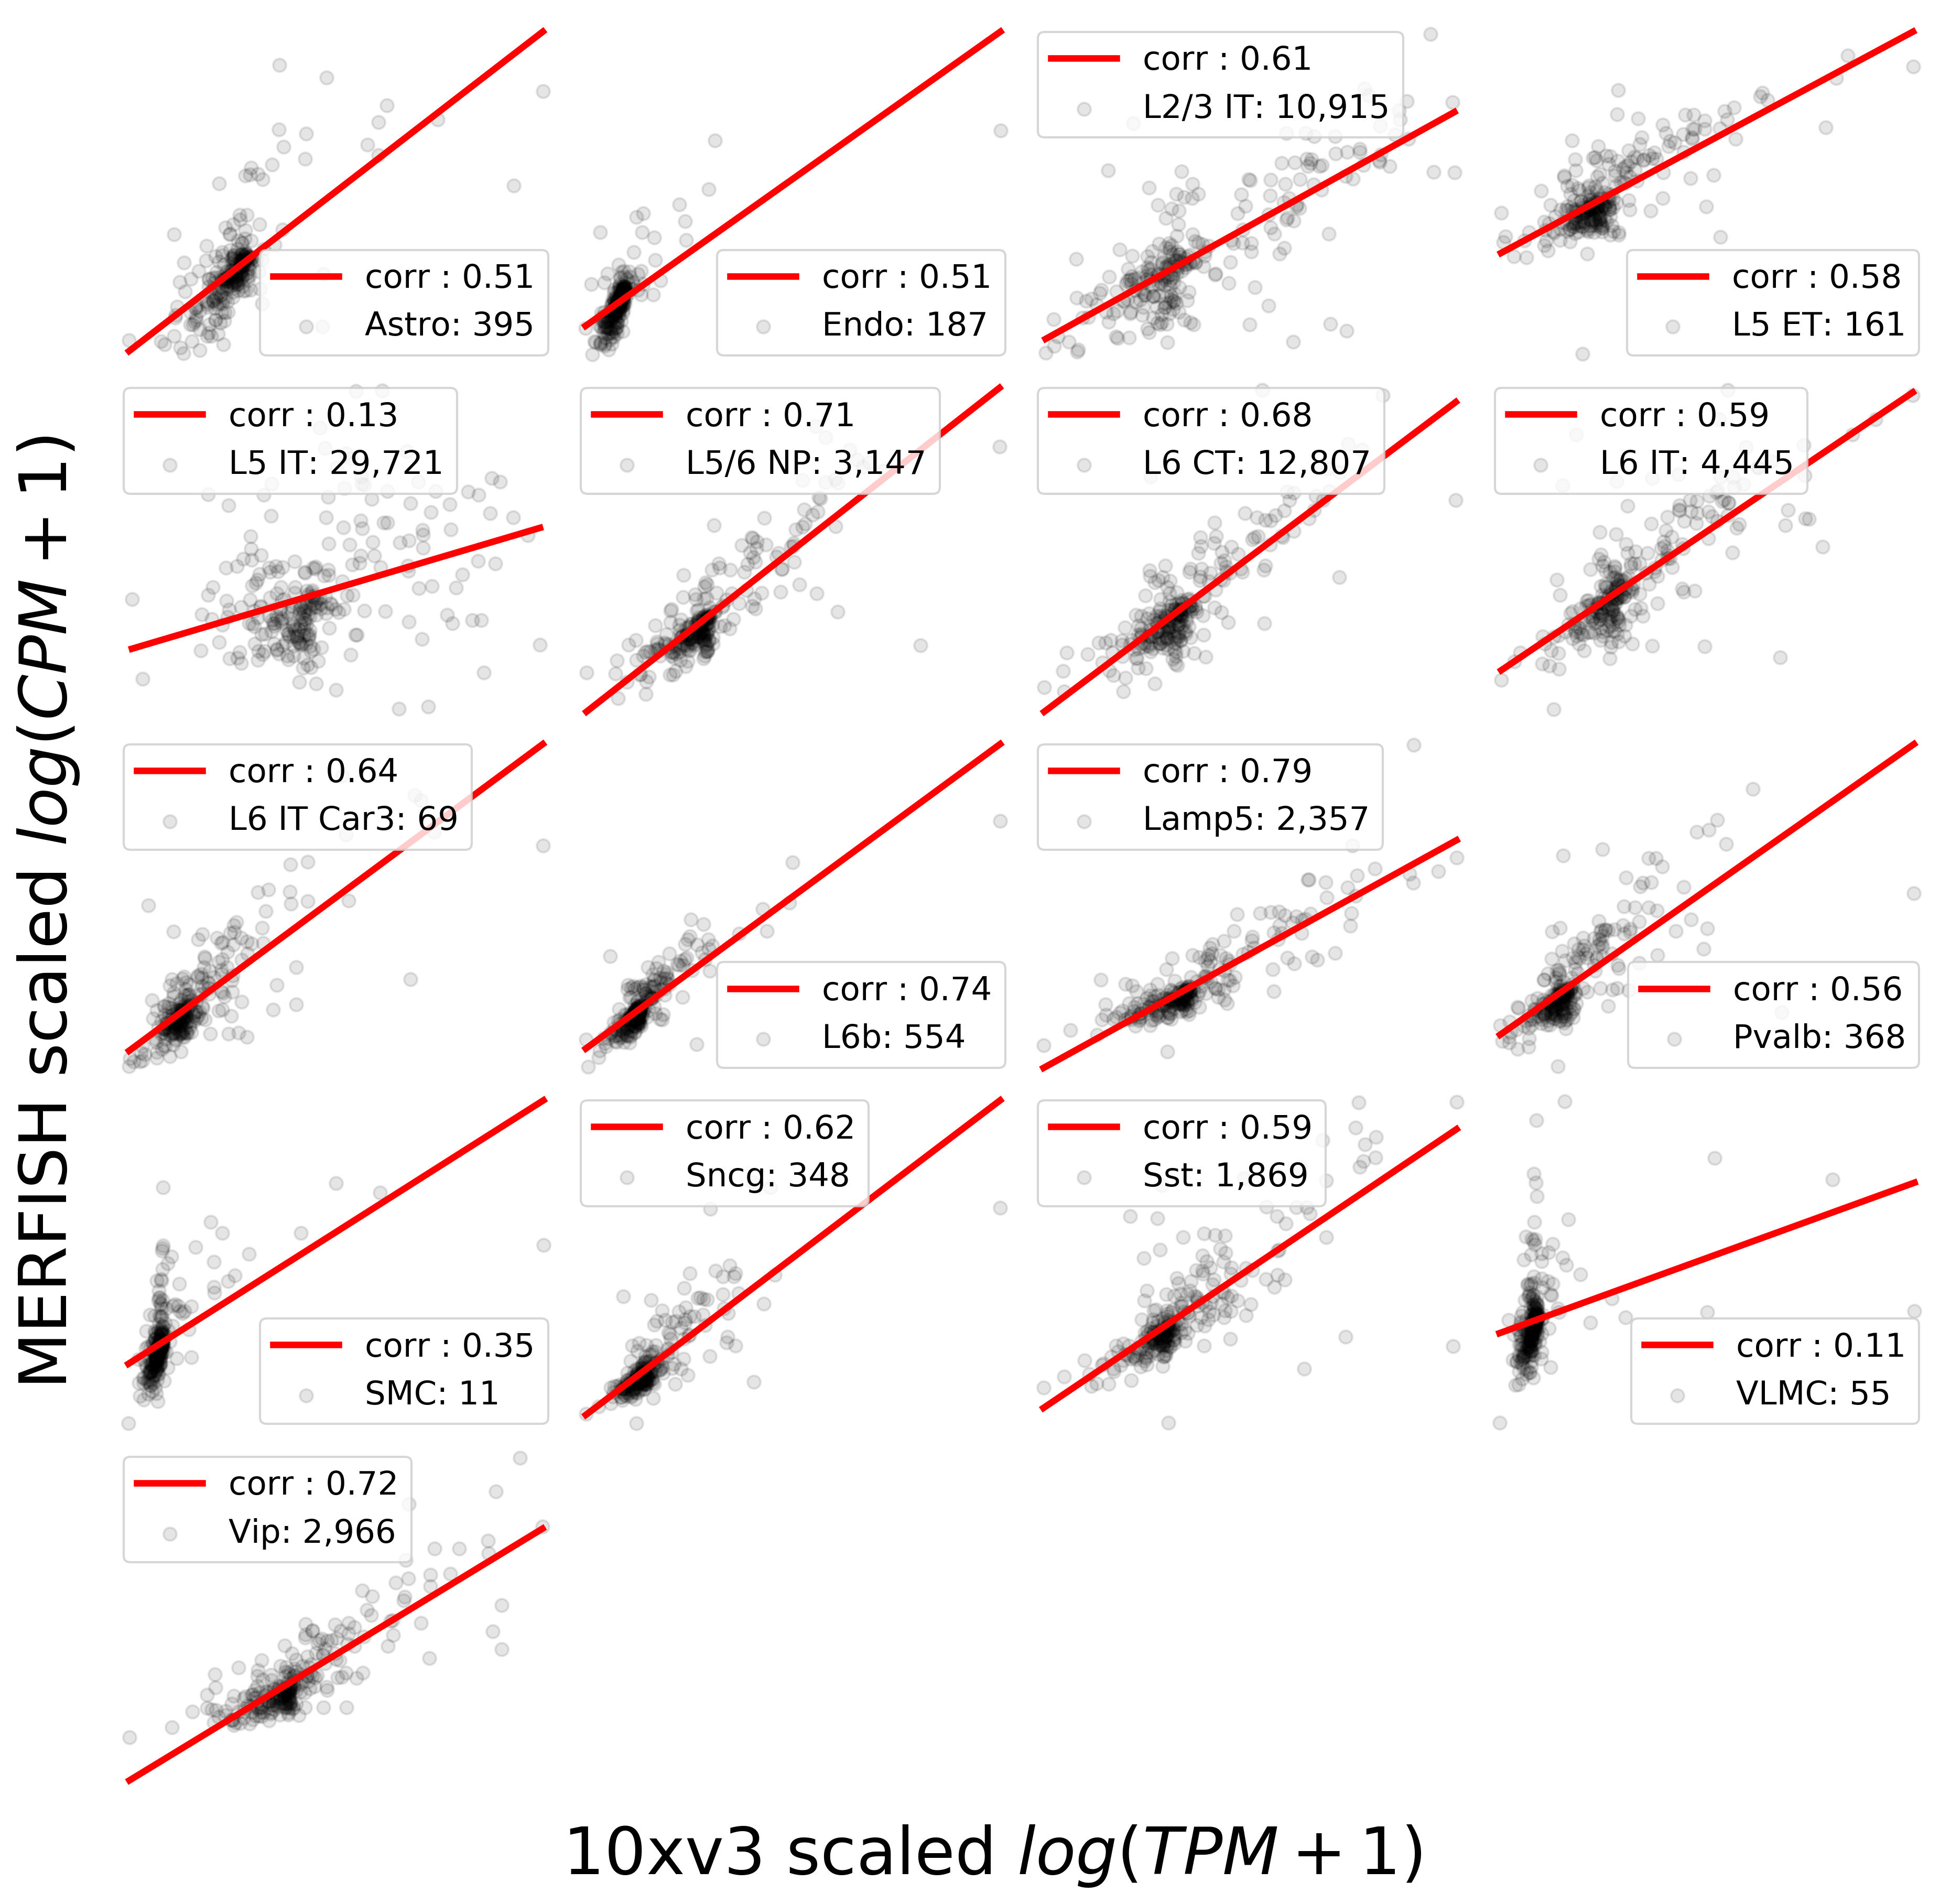 MERFISH scaled log(CPM + 1)
corr : 0.51
Astro: 395
corr : 0.51
Endo: 187
corr : 0.61
L2/3 IT: 10,915
corr : 0.58
L5 ET: 161
corr : 0.13
L5 IT: 29,721
corr : 0.71
L5/6 NP: 3,147
corr : 0.68
L6 CT: 12,807
corr : 0.59
L6 IT: 4,445
corr : 0.64
L6 IT Car3: 69
corr : 0.74
L6b: 554
corr : 0.79
Lamp5: 2,357
corr : 0.56
Pvalb: 368
corr : 0.35
SMC: 11
corr : 0.62
Sncg: 348
corr : 0.59
Sst: 1,869
corr : 0.11
VLMC: 55
corr : 0.72
Vip: 2,966
10xv3 scaled log(TPM + 1)